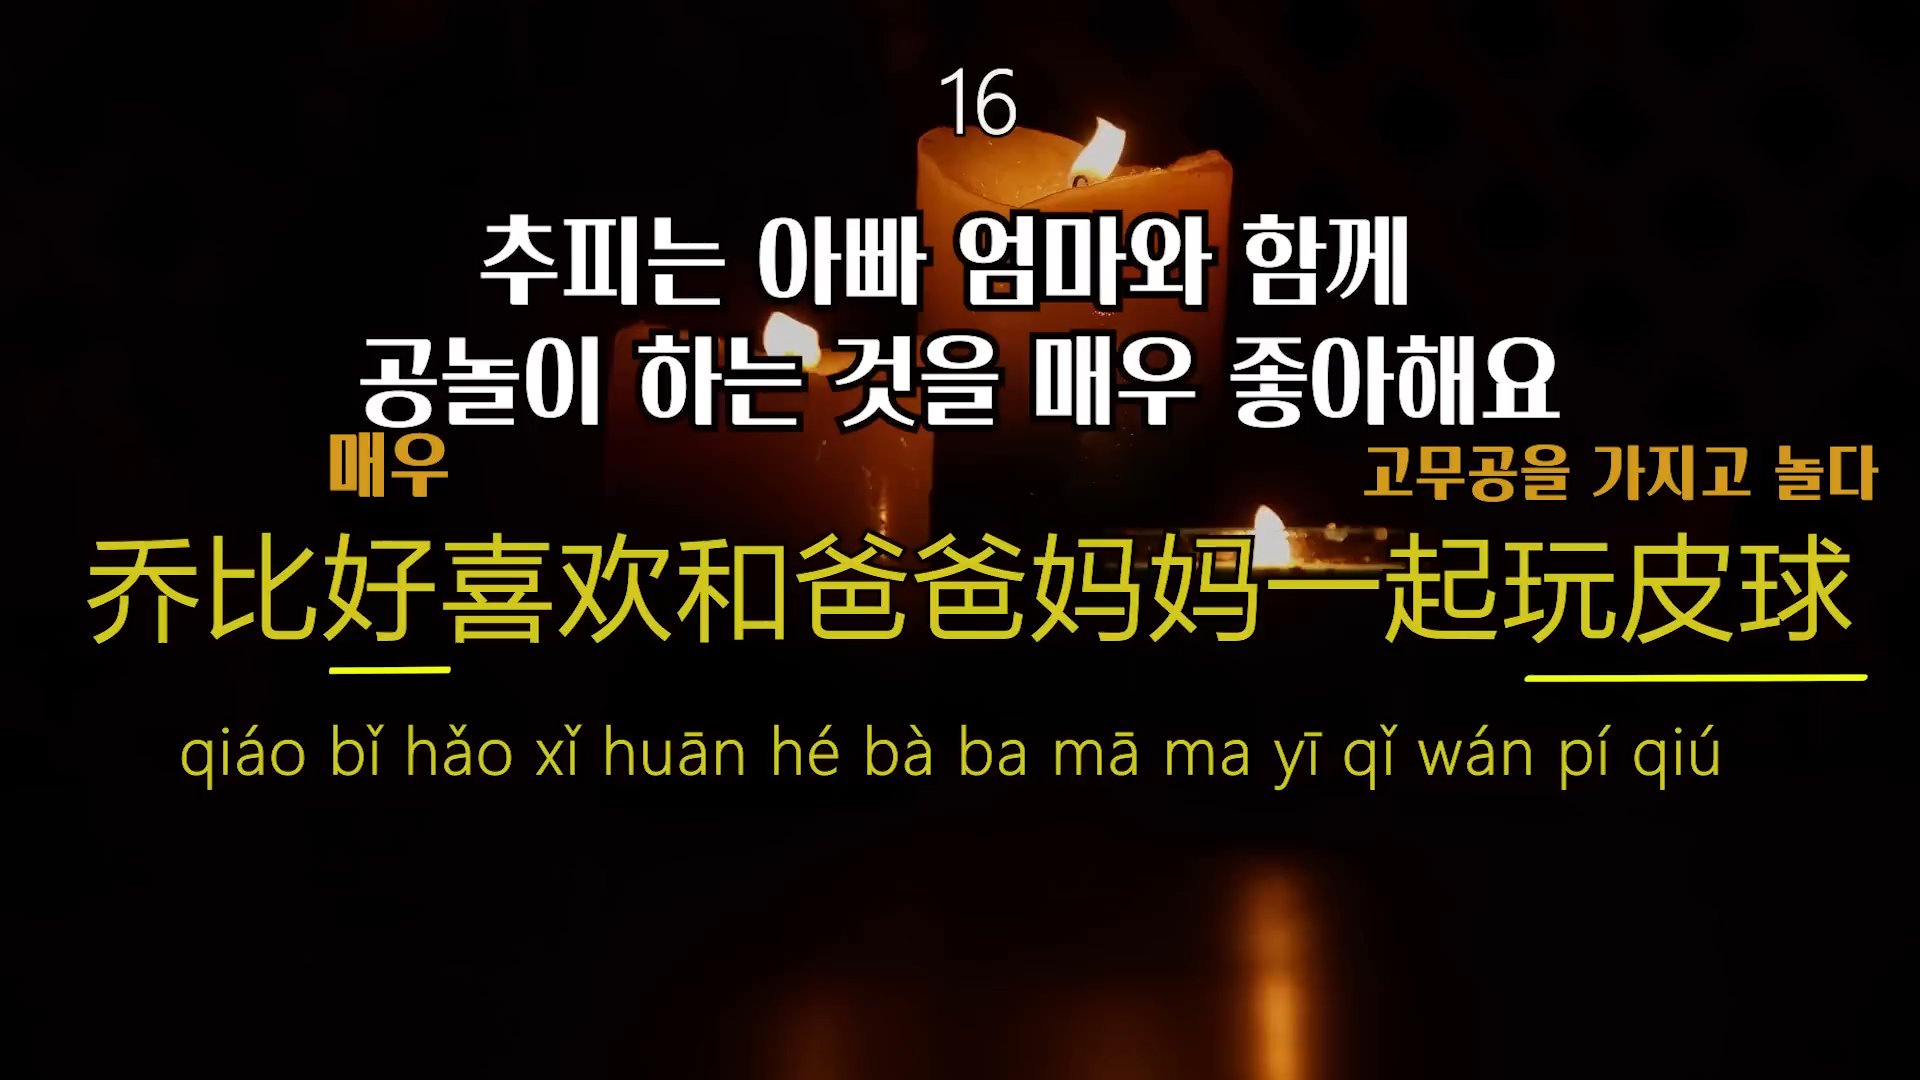 16
추피는 아빠 엄마와 함께
공놀이 하는 것을 매우 좋아해요
매우 고무공을 가지고 놀다
乔比好喜欢和爸爸妈妈一起玩皮球
qiáo bǐ hǎo xǐ huān hé bà ba mā ma yī qǐ wán pí qiú